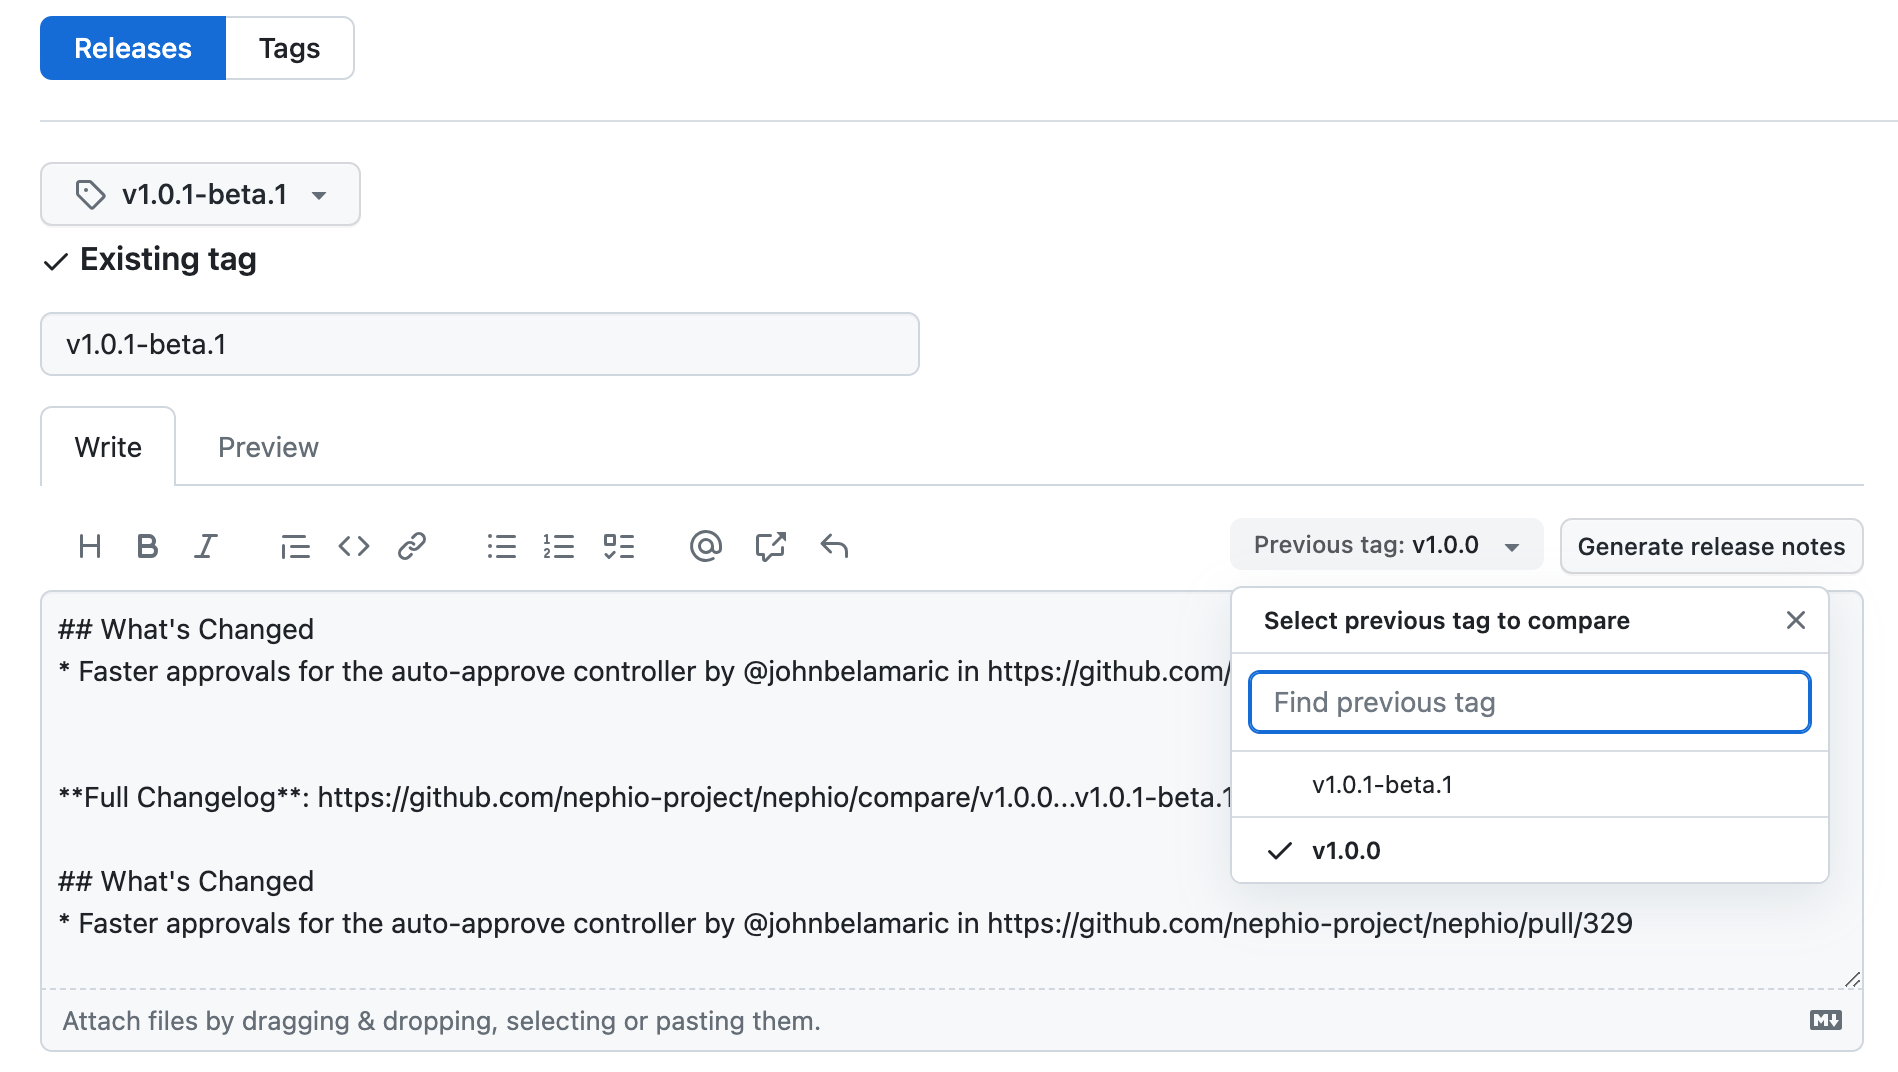 Releases Tags
v1.0.1-beta.1
Existing tag
v1.0.1-beta.1
Write Preview
Previous tag: v1.0.0 Generate release notes
Select previous tag to compare
Find previous tag
v1.0.1-beta.1
v1.0.0
## What's Changed
* Faster approvals for the auto-approve controller by @johnbelamaric in https://github.com/
**Full Changelog**: https://github.com/nephio-project/nephio/compare/v1.0.0...v1.0.1-beta.1
## What's Changed
* Faster approvals for the auto-approve controller by @johnbelamaric in https://github.com/nephio-project/nephio/pull/329
Attach files by dragging & dropping, selecting or pasting them.